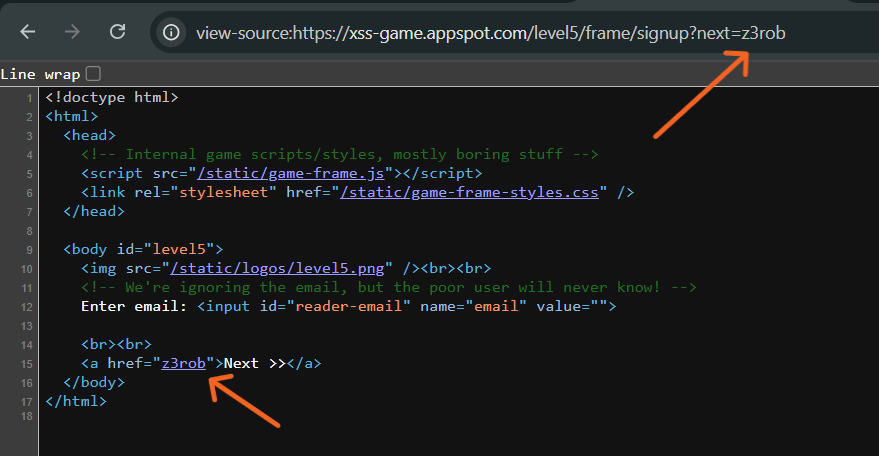 view-source:https://xss-game.appspot.com/level5/frame/signup?next=z3rob
Line wrap
1 <!doctype html>
2 <html>
3 <head>
4 <!-- Internal game scripts/styles, mostly boring stuff -->
5 <script src="/static/game-frame.js"></script>
6 <link rel="stylesheet" href="/static/game-frame-styles.css" />
7 </head>
8
9 <body id="level5">
10 <img src="/static/logos/level5.png" /><br><br>
11 <!-- We're ignoring the email, but the poor user will never know! -->
12 Enter email: <input id="reader-email" name="email" value="">
13
14 <br><br>
15 <a href="z3rob">Next >></a>
16 </body>
17 </html>
18